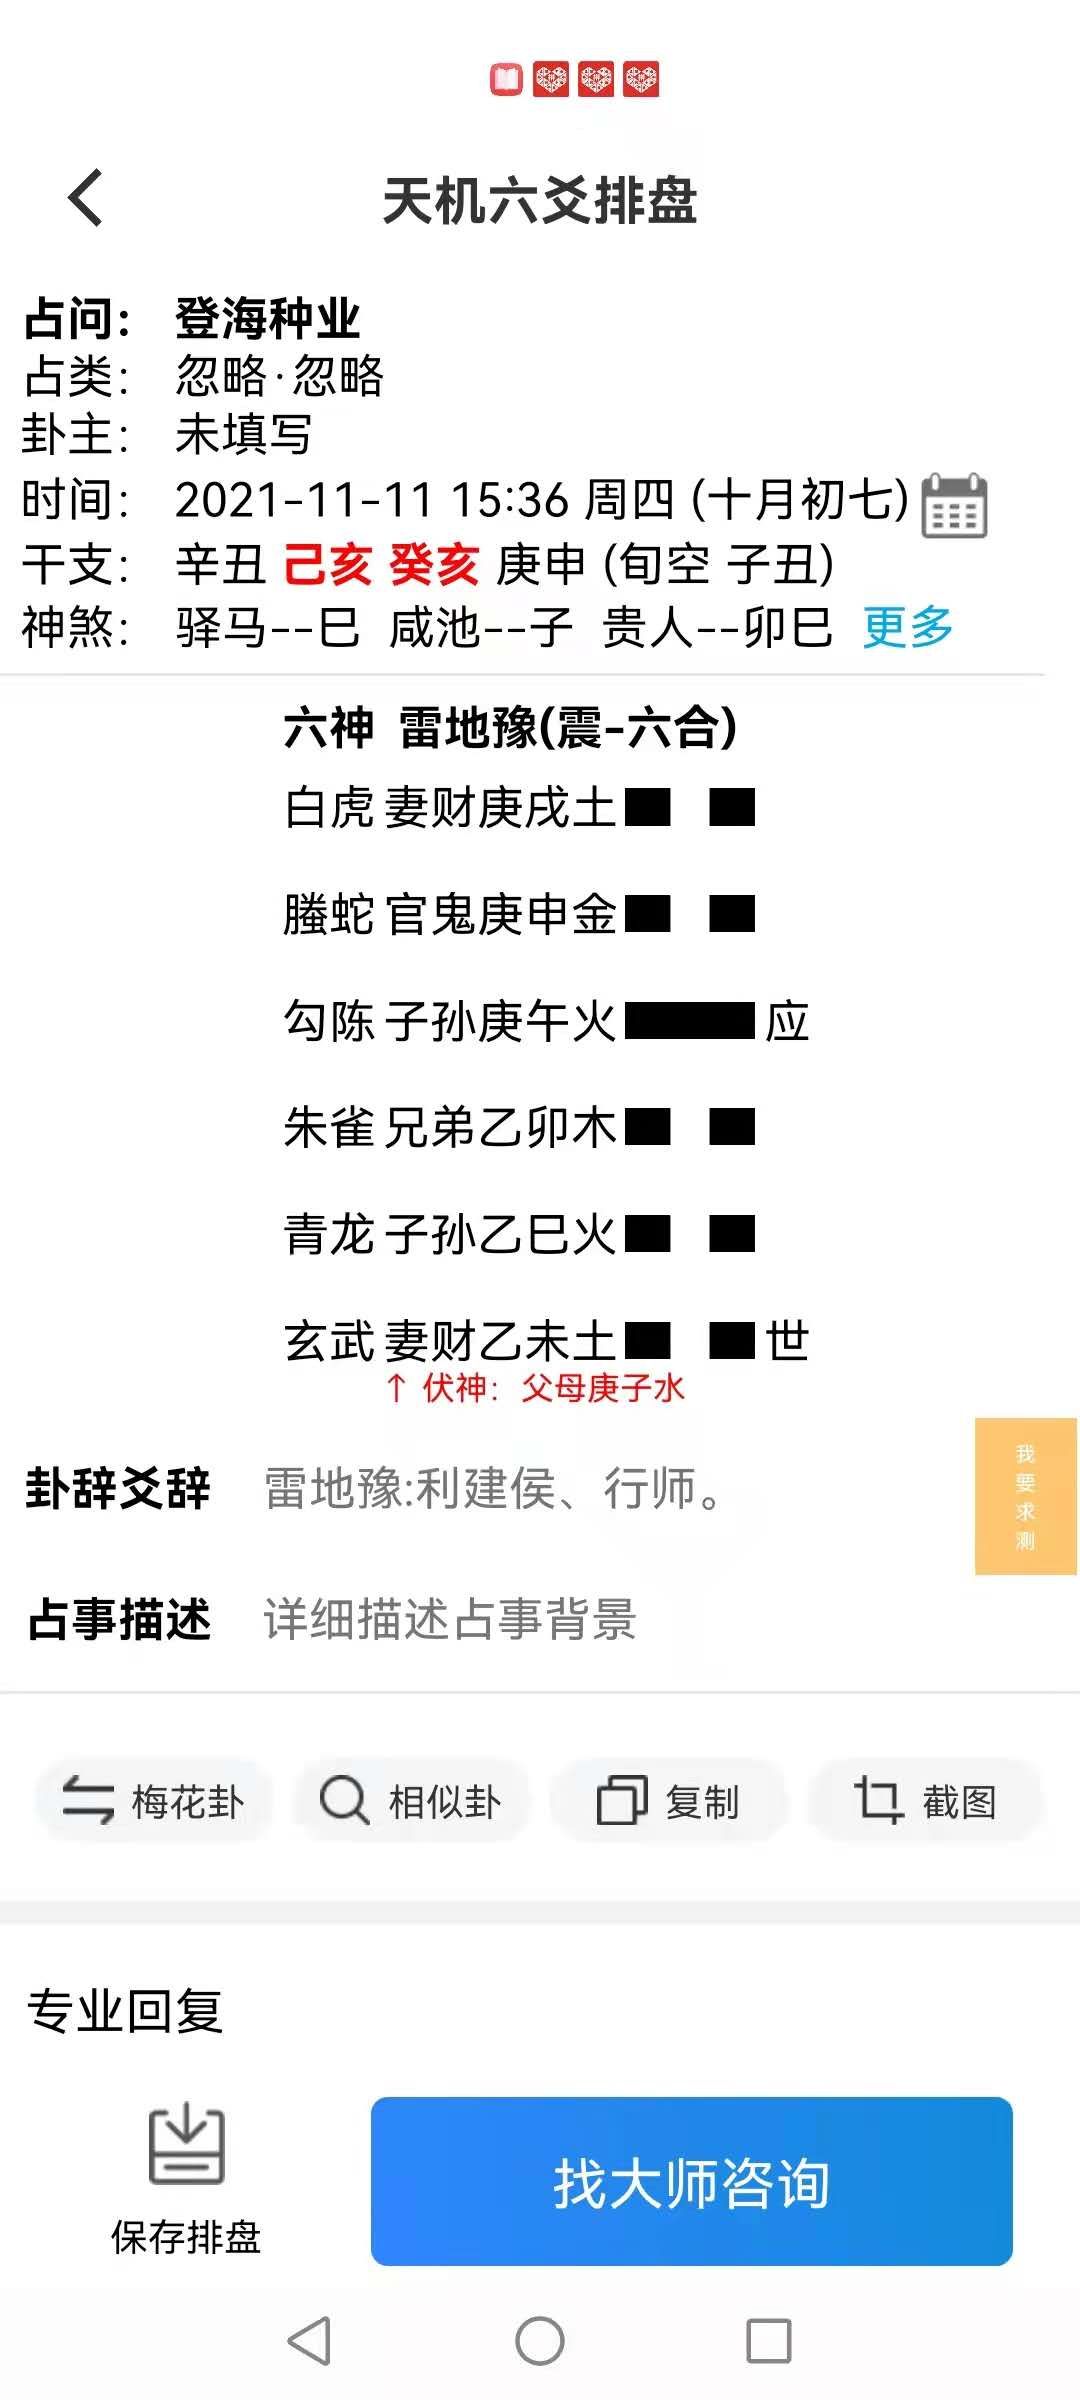 天机六爻排盘
占问： 登海种业
占类： 忽略·忽略
卦主： 未填写
时间： 2021-11-11 15:36 周四 (十月初七)
干支： 辛丑 己亥 癸亥 庚申 (旬空 子丑)
神煞： 驿马--巳 咸池--子 贵人--卯巳 更多
六神 雷地豫(震-六合)
白虎 妻财庚戌土
螣蛇 官鬼庚申金
勾陈 子孙庚午火 应
朱雀 兄弟乙卯木
青龙 子孙乙巳火
玄武 妻财乙未土 世
↑ 伏神：父母庚子水
卦辞爻辞 雷地豫:利建侯、行师。
我要求测
占事描述 详细描述占事背景
梅花卦 相似卦 复制 截图
专业回复
保存排盘 找大师咨询